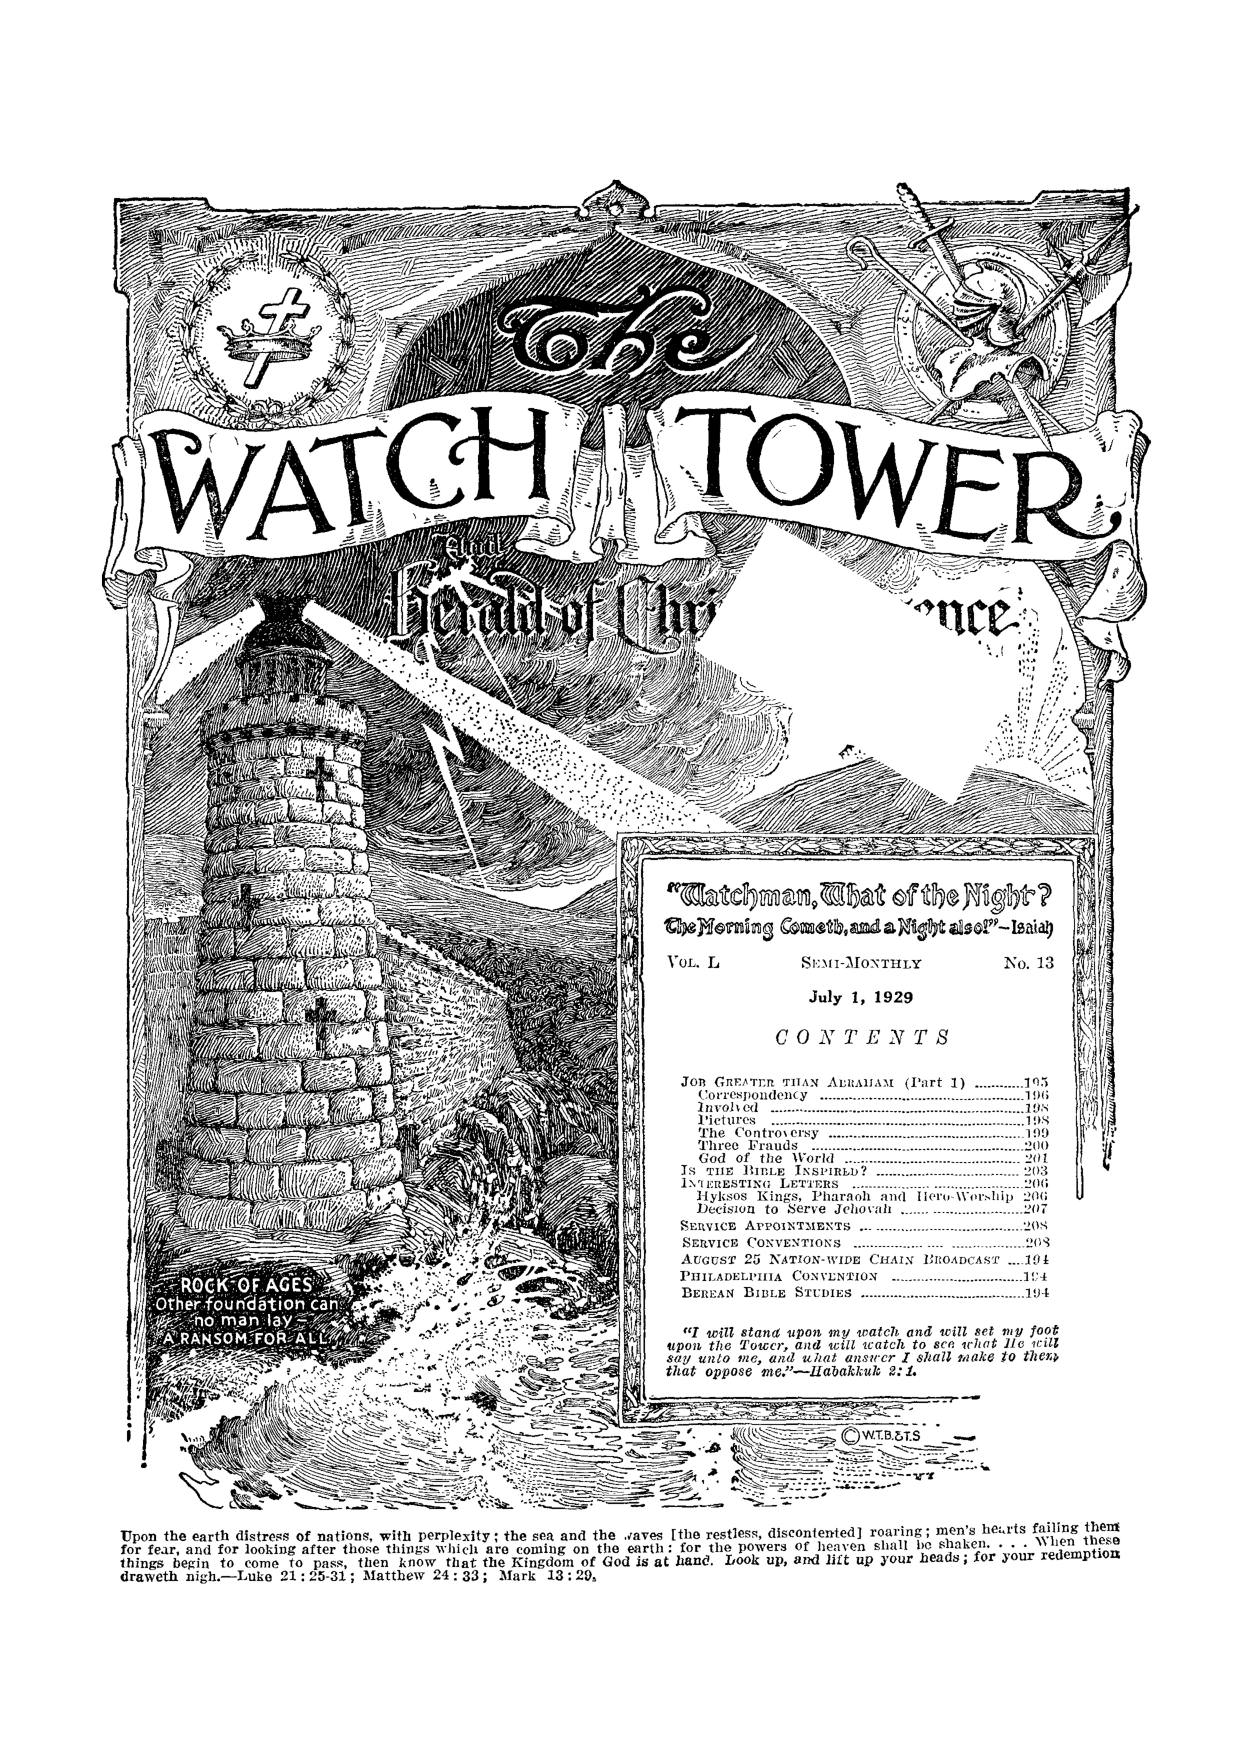 The
WATCH TOWER
And
Herald of Chri ence
"Watchman, What of the Night?
The Morning Cometh, and a Night also!"—Isaiah
VOL. L SEMI-MONTHLY No. 13
July 1, 1929
CONTENTS
JOB GREATER THAN ABRAHAM (Part 1) ...........195
Correspondency ...........196
Involved ...........198
Pictures ...........198
The Controversy ...........199
Three Frauds ...........200
God of the World ...........201
IS THE BIBLE INSPIRED? ...........203
INTERESTING LETTERS ...........206
Hyksos Kings, Pharaoh and Hero-Worship 206
Decision to Serve Jehovah ...........207
SERVICE APPOINTMENTS ...........208
SERVICE CONVENTIONS ...........208
AUGUST 25 NATION-WIDE CHAIN BROADCAST ....194
PHILADELPHIA CONVENTION ...........194
BEREAN BIBLE STUDIES ...........194
"I will stand upon my watch and will set my foot
upon the Tower, and will watch to see what He will
say unto me, and what answer I shall make to them
that oppose me."—Habakkuk 2:1.
ROCK OF AGES
Other foundation can
no man lay—
A RANSOM FOR ALL
© W.T.B.&T.S
Upon the earth distress of nations, with perplexity; the sea and the waves [the restless, discontented] roaring; men's hearts failing them
for fear, and for looking after those things which are coming on the earth: for the powers of heaven shall be shaken. . . . When these
things begin to come to pass, then know that the Kingdom of God is at hand. Look up, and lift up your heads; for your redemption
draweth nigh.—Luke 21:25-31; Matthew 24:33; Mark 13:29.